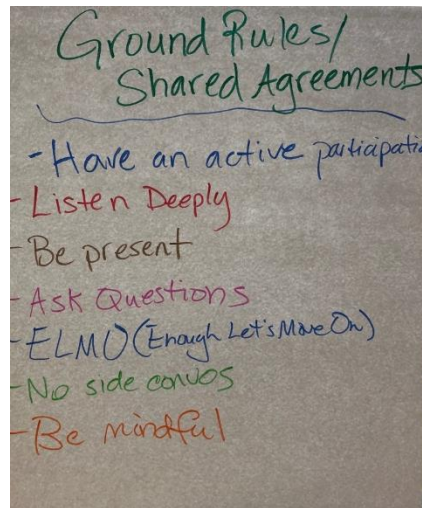 Ground Rules/
Shared Agreements
- Have an active participati
- Listen Deeply
- Be present
- Ask Questions
- ELMO (Enough Let's Move On)
- No side convos
- Be mindful